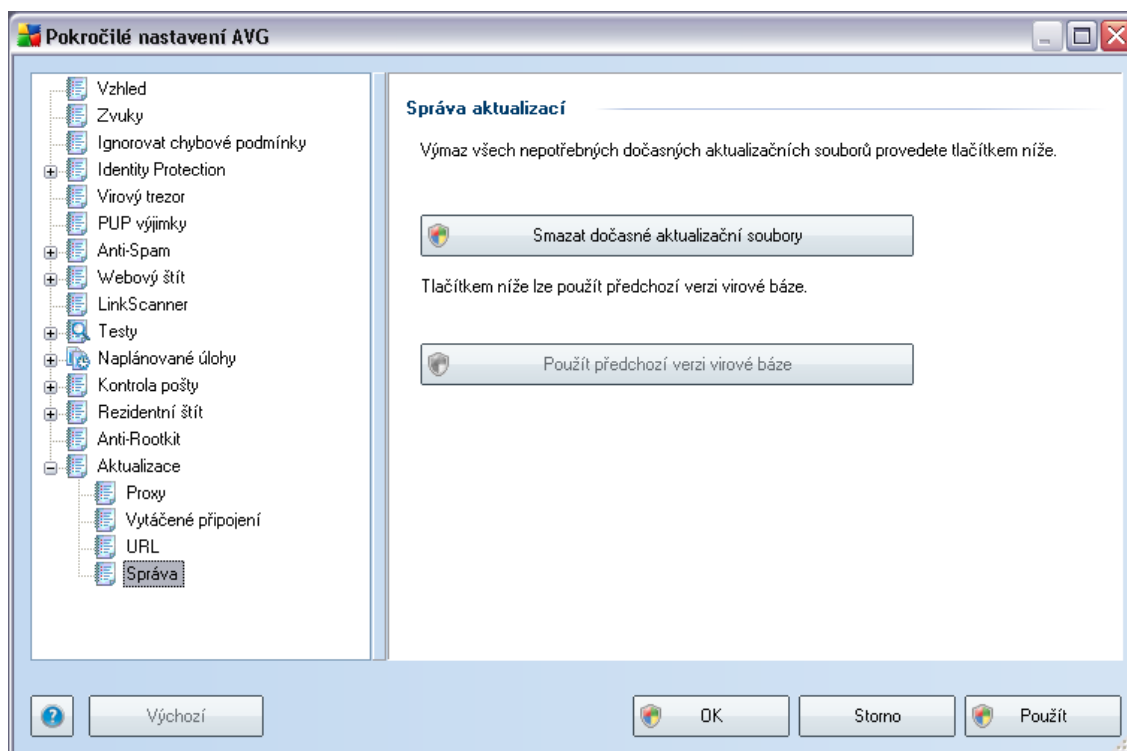 Pokročilé nastavení AVG
Vzhled
Zvuky
Ignorovat chybové podmínky
Identity Protection
Virový trezor
PUP výjimky
Anti-Spam
Webový štít
LinkScanner
Testy
Naplánované úlohy
Kontrola pošty
Rezidentní štít
Anti-Rootkit
Aktualizace
Proxy
Vytáčené připojení
URL
Správa
Správa aktualizací
Výmaz všech nepotřebných dočasných aktualizačních souborů provedete tlačítkem níže.
Smazat dočasné aktualizační soubory
Tlačítkem níže lze použít předchozí verzi virové báze.
Použít předchozí verzi virové báze
?
Výchozí
OK
Storno
Použít